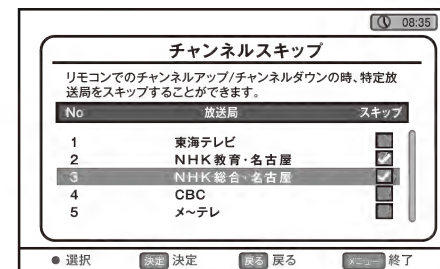 08:35
チャンネルスキップ
リモコンでのチャンネルアップ/チャンネルダウンの時、特定放
送局をスキップすることができます。
No 放送局 スキップ
1 東海テレビ
2 NHK教育・名古屋
3 NHK総合・名古屋
4 CBC
5 メ〜テレ
● 選択 決定 決定 戻る 戻る メニュー 終了